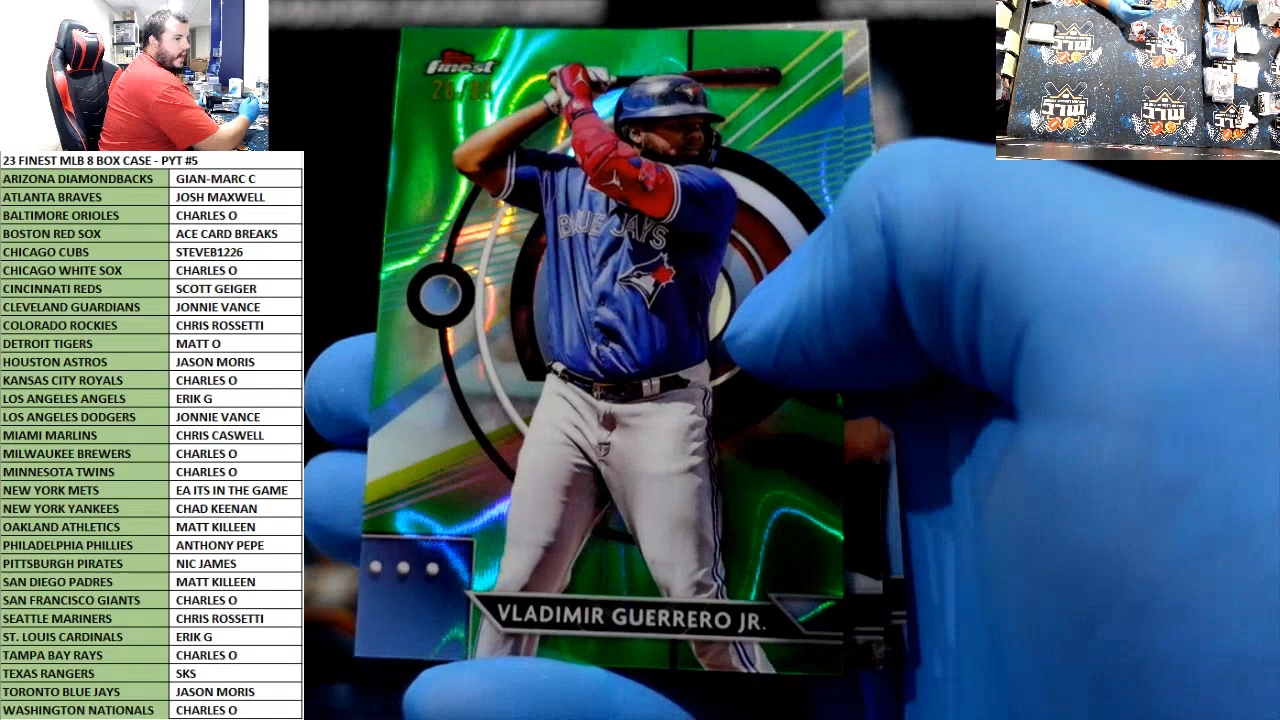 23 FINEST MLB 8 BOX CASE - PYT #5
ARIZONA DIAMONDBACKS GIAN-MARC C
ATLANTA BRAVES JOSH MAXWELL
BALTIMORE ORIOLES CHARLES O
BOSTON RED SOX ACE CARD BREAKS
CHICAGO CUBS STEVEB1226
CHICAGO WHITE SOX CHARLES O
CINCINNATI REDS SCOTT GEIGER
CLEVELAND GUARDIANS JONNIE VANCE
COLORADO ROCKIES CHRIS ROSSETTI
DETROIT TIGERS MATT O
HOUSTON ASTROS JASON MORIS
KANSAS CITY ROYALS CHARLES O
LOS ANGELES ANGELS ERIK G
LOS ANGELES DODGERS JONNIE VANCE
MIAMI MARLINS CHRIS CASWELL
MILWAUKEE BREWERS CHARLES O
MINNESOTA TWINS CHARLES O
NEW YORK METS EA ITS IN THE GAME
NEW YORK YANKEES CHAD KEENAN
OAKLAND ATHLETICS MATT KILLEEN
PHILADELPHIA PHILLIES ANTHONY PEPE
PITTSBURGH PIRATES NIC JAMES
SAN DIEGO PADRES MATT KILLEEN
SAN FRANCISCO GIANTS CHARLES O
SEATTLE MARINERS CHRIS ROSSETTI
ST. LOUIS CARDINALS ERIK G
TAMPA BAY RAYS CHARLES O
TEXAS RANGERS SKS
TORONTO BLUE JAYS JASON MORIS
WASHINGTON NATIONALS CHARLES O
Topps
finest
BLUE JAYS
VLADIMIR GUERRERO JR.
MLC
MLC
MLC
MLC